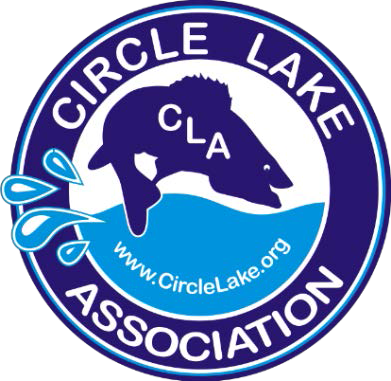 CIRCLE LAKE
CLA
www.CircleLake.org
ASSOCIATION